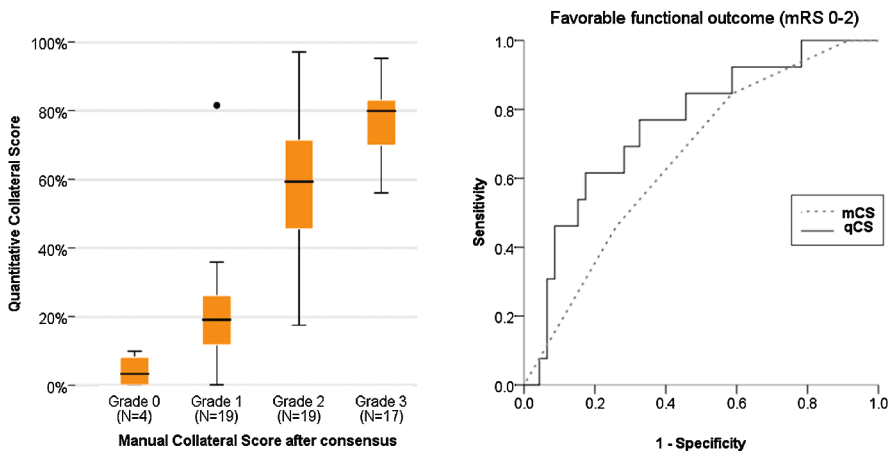 100%
80%
60%
40%
20%
0%
Quantitative Collateral Score
Grade 0 Grade 1 Grade 2 Grade 3
(N=4) (N=19) (N=19) (N=17)
Manual Collateral Score after consensus
Favorable functional outcome (mRS 0-2)
1.0
0.8
0.6
0.4
0.2
0.0
Sensitivity
0.0 0.2 0.4 0.6 0.8 1.0
1 - Specificity
mCS
qCS